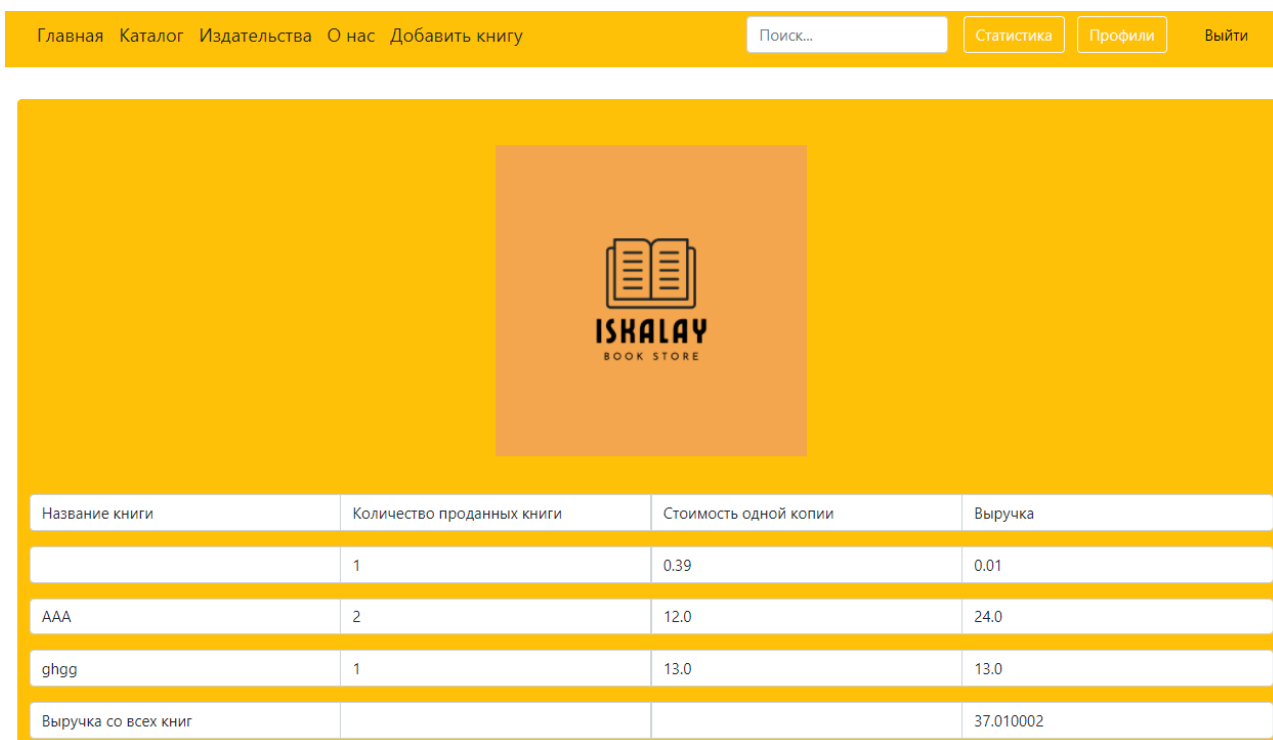 Главная Каталог Издательства О нас Добавить книгу Поиск... Статистика Профили Выйти
ISKALAY
BOOK STORE
Название книги Количество проданных книги Стоимость одной копии Выручка
1 0.39 0.01
AAA 2 12.0 24.0
ghgg 1 13.0 13.0
Выручка со всех книг 37.010002